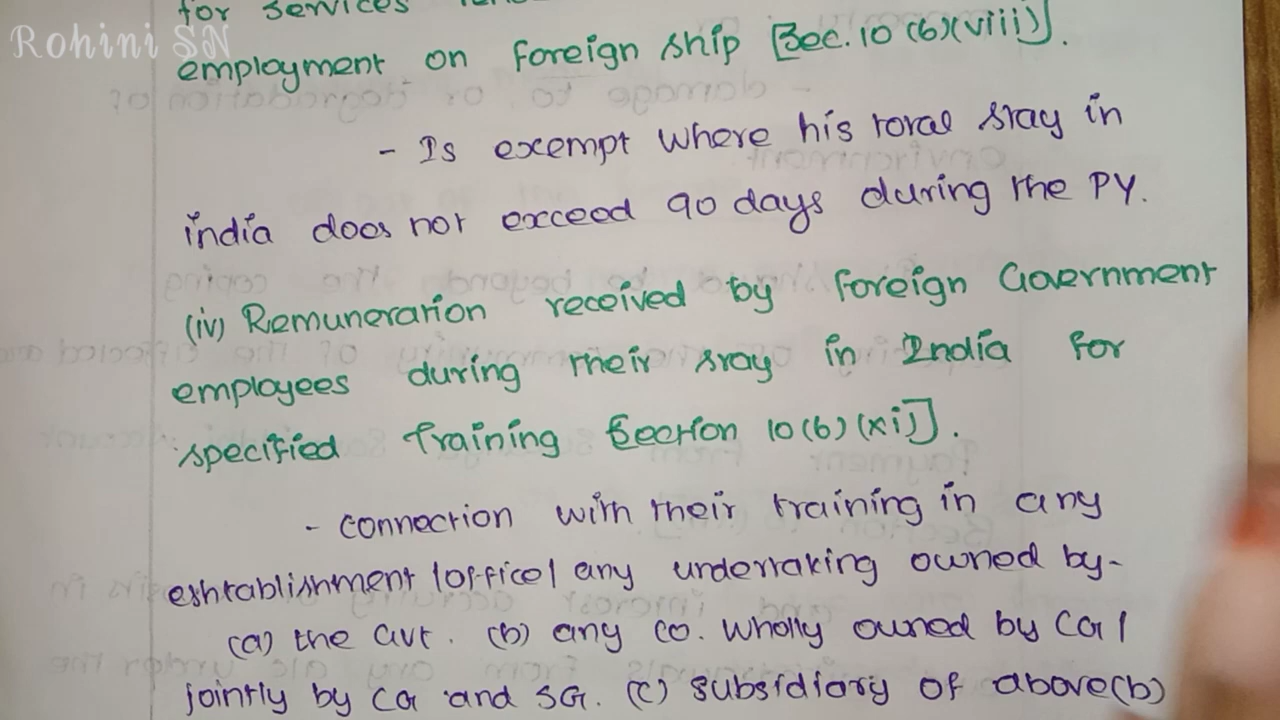 for services
Rohini SN
employment on foreign ship [Sec. 10 (6)(viii)].
- Is exempt where his total stay in
india does not exceed 90 days during the PY.
(iv) Remuneration received by foreign Government
employees during their stay in India for
specified Training [Section 10(6)(xi)].
- connection with their training in any
eshtablishment /office/ any undertaking owned by-
(a) the Gvt. (b) any co. wholly owned by CG/
jointly by CG and SG. (c) subsidiary of above(b)